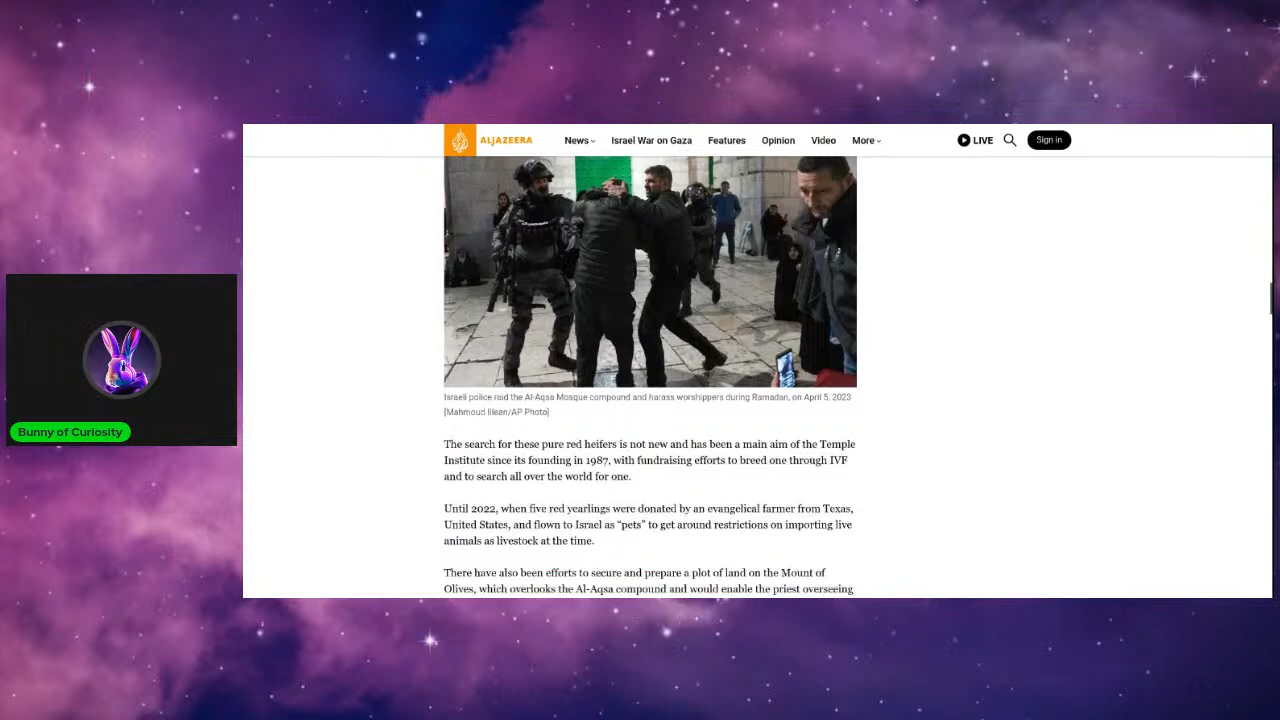 ALJAZEERA News Israel War on Gaza Features Opinion Video More LIVE Sign in
Israeli police raid the Al-Aqsa Mosque compound and harass worshippers during Ramadan, on April 5, 2023
[Mahmoud Illean/AP Photo]
The search for these pure red heifers is not new and has been a main aim of the Temple
Institute since its founding in 1987, with fundraising efforts to breed one through IVF
and to search all over the world for one.
Until 2022, when five red yearlings were donated by an evangelical farmer from Texas,
United States, and flown to Israel as “pets” to get around restrictions on importing live
animals as livestock at the time.
There have also been efforts to secure and prepare a plot of land on the Mount of
Olives, which overlooks the Al-Aqsa compound and would enable the priest overseeing
Bunny of Curiosity